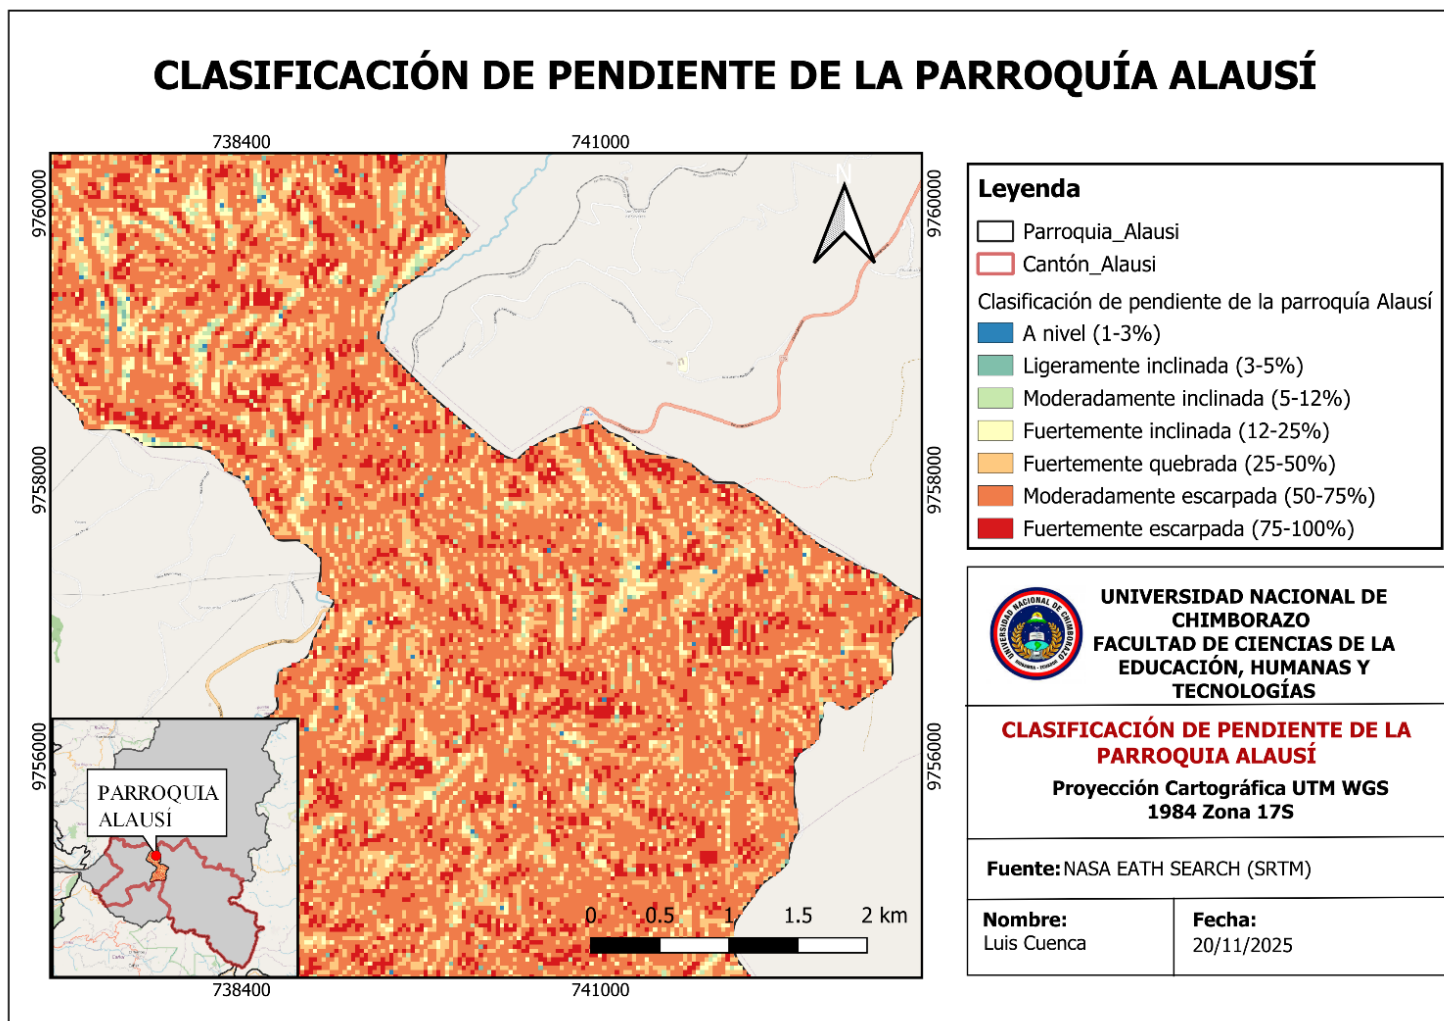 CLASIFICACIÓN DE PENDIENTE DE LA PARROQUÍA ALAUSÍ
738400
741000
9760000
9760000
N
9758000
9758000
9756000
9756000
PARROQUIA
ALAUSÍ
0 0.5 1 1.5 2 km
738400
741000
Leyenda
Parroquia_Alausi
Cantón_Alausi
Clasificación de pendiente de la parroquía Alausí
A nivel (1-3%)
Ligeramente inclinada (3-5%)
Moderadamente inclinada (5-12%)
Fuertemente inclinada (12-25%)
Fuertemente quebrada (25-50%)
Moderadamente escarpada (50-75%)
Fuertemente escarpada (75-100%)
UNIVERSIDAD NACIONAL DE CHIMBORAZO
UNIVERSIDAD NACIONAL DE
CHIMBORAZO
FACULTAD DE CIENCIAS DE LA
EDUCACIÓN, HUMANAS Y
TECNOLOGÍAS
CLASIFICACIÓN DE PENDIENTE DE LA
PARROQUIA ALAUSÍ
Proyección Cartográfica UTM WGS
1984 Zona 17S
Fuente: NASA EATH SEARCH (SRTM)
Nombre:
Luis Cuenca
Fecha:
20/11/2025